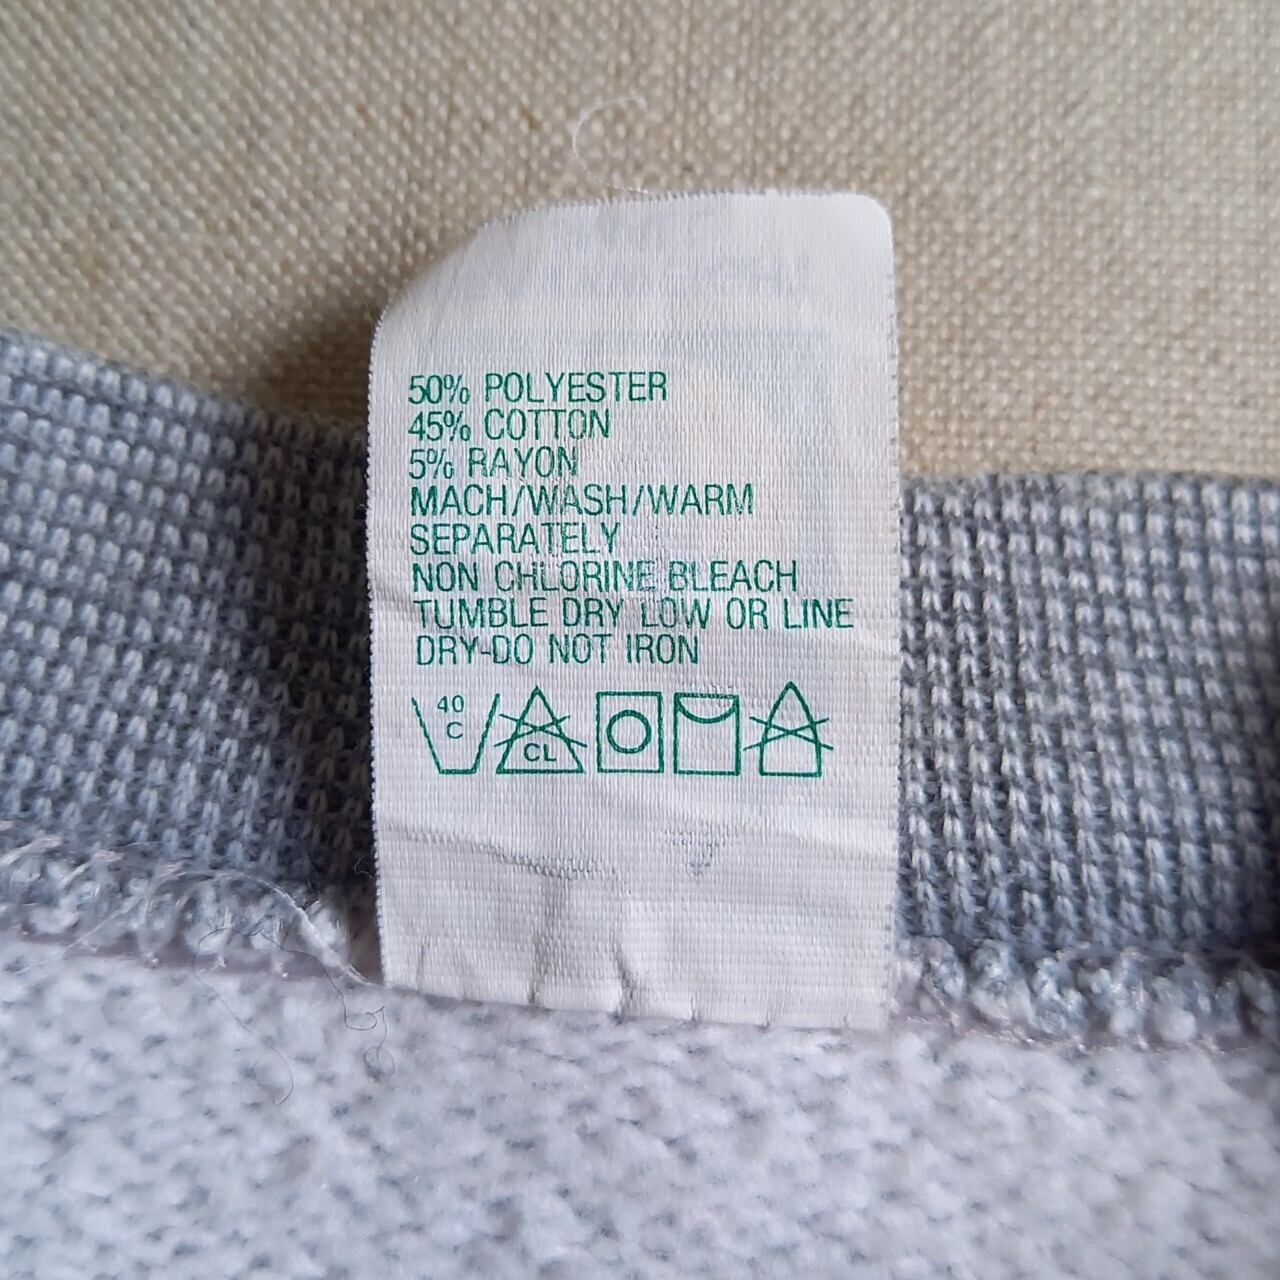 50% POLYESTER
45% COTTON
5% RAYON
MACH/WASH/WARM
SEPARATELY
NON CHLORINE BLEACH
TUMBLE DRY LOW OR LINE
DRY-DO NOT IRON
40
C
CL